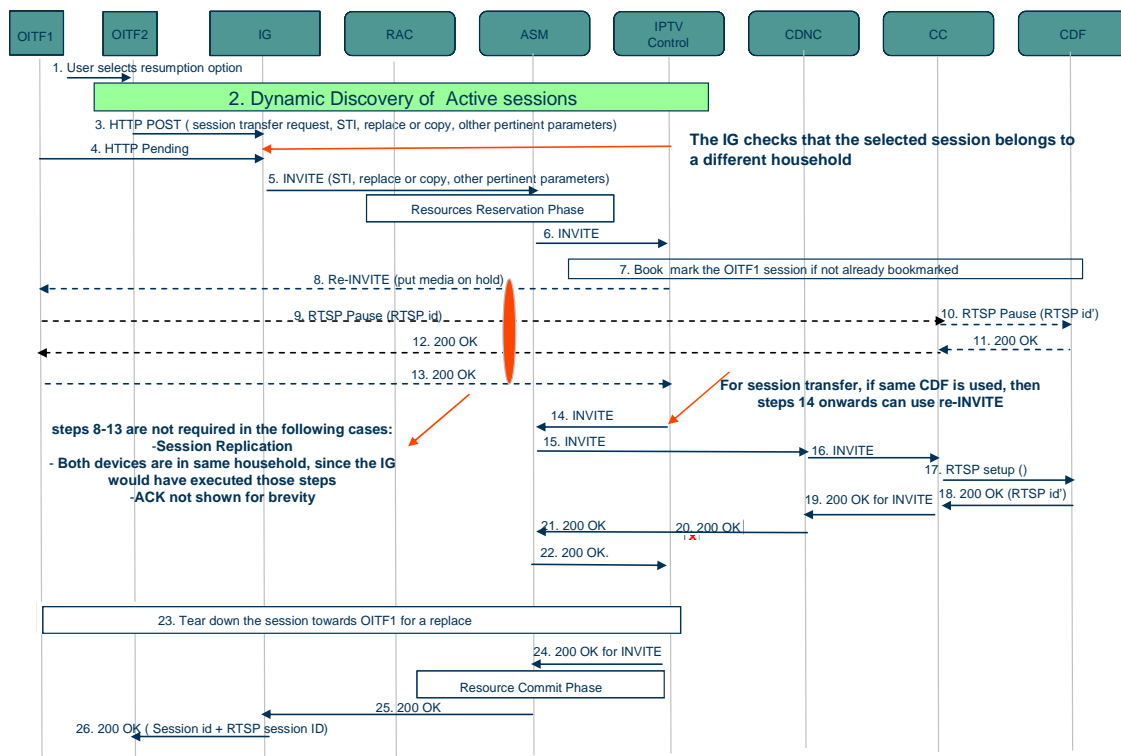 OITF1
OITF2
IG
RAC
ASM
IPTV
Control
CDNC
CC
CDF
1. User selects resumption option
2. Dynamic Discovery of Active sessions
3. HTTP POST ( session transfer request, STI, replace or copy, olther pertinent parameters)
The IG checks that the selected session belongs to
a different household
4. HTTP Pending
5. INVITE (STI, replace or copy, other pertinent parameters)
Resources Reservation Phase
6. INVITE
7. Book mark the OITF1 session if not already bookmarked
8. Re-INVITE (put media on hold)
9. RTSP Pause (RTSP id)
10. RTSP Pause (RTSP id')
11. 200 OK
12. 200 OK
13. 200 OK
For session transfer, if same CDF is used, then
steps 14 onwards can use re-INVITE
14. INVITE
steps 8-13 are not required in the following cases:
-Session Replication
- Both devices are in same household, since the IG
would have executed those steps
-ACK not shown for brevity
15. INVITE
16. INVITE
17. RTSP setup ()
18. 200 OK (RTSP id')
19. 200 OK for INVITE
20. 200 OK
21. 200 OK
x
22. 200 OK.
23. Tear down the session towards OITF1 for a replace
24. 200 OK for INVITE
Resource Commit Phase
25. 200 OK
26. 200 OK ( Session id + RTSP session ID)